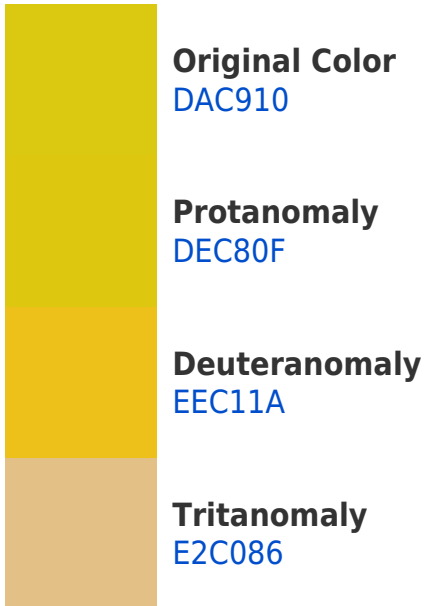 Original Color
DAC910
Protanomaly
DEC80F
Deuteranomaly
EEC11A
Tritanomaly
E2C086